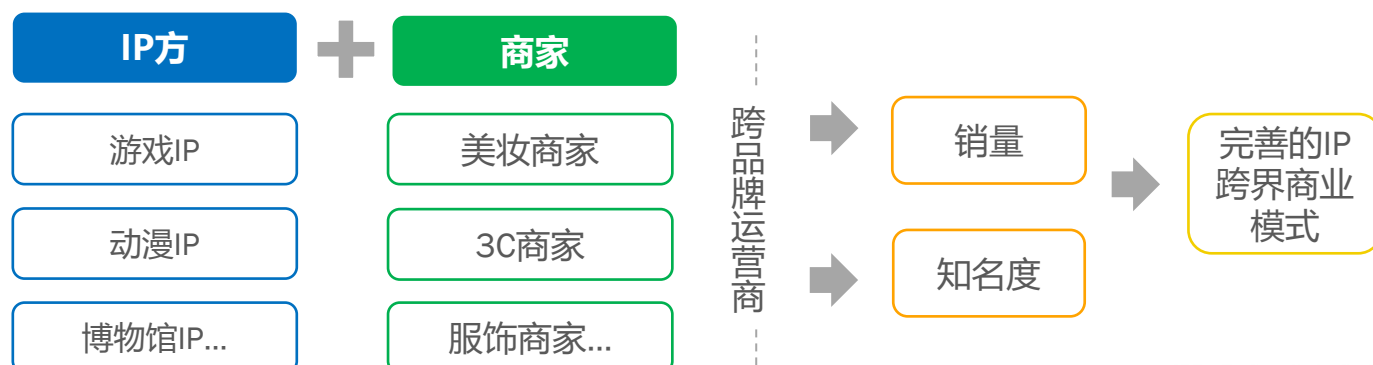 IP方
商家
游戏IP
美妆商家
动漫IP
3C商家
博物馆IP...
服饰商家...
跨品牌运营商
销量
知名度
完善的IP
跨界商业
模式